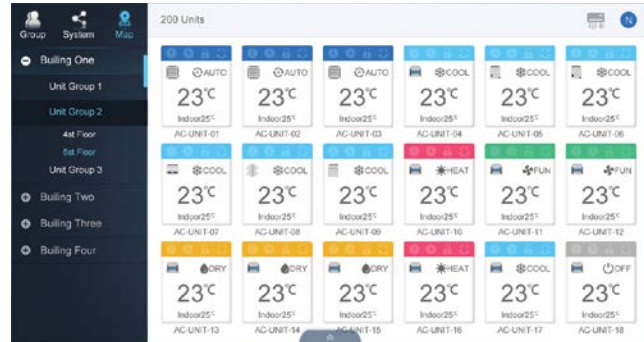 Group System Map
200 Units
N
Builing One
Unit Group 1
Unit Group 2
4st Floor
5st Floor
Unit Group 3
Builing Two
Builing Three
Builing Four
AUTO AUTO AUTO COOL COOL COOL
23°C 23°C 23°C 23°C 23°C 23°C
Indoor25°C Indoor25°C Indoor25°C Indoor25°C Indoor25°C Indoor25°C
AC-UNIT-01 AC-UNIT-02 AC-UNIT-03 AC-UNIT-04 AC-UNIT-05 AC-UNIT-06
COOL COOL COOL HEAT FUN FUN
23°C 23°C 23°C 23°C 23°C 23°C
Indoor25°C Indoor25°C Indoor25°C Indoor25°C Indoor25°C Indoor25°C
AC-UNIT-07 AC-UNIT-08 AC-UNIT-09 AC-UNIT-10 AC-UNIT-11 AC-UNIT-12
DRY DRY DRY HEAT COOL OFF
23°C 23°C 23°C 23°C 23°C 23°C
Indoor25°C Indoor25°C Indoor25°C Indoor25°C Indoor25°C Indoor25°C
AC-UNIT-13 AC-UNIT-14 AC-UNIT-15 AC-UNIT-16 AC-UNIT-17 AC-UNIT-18